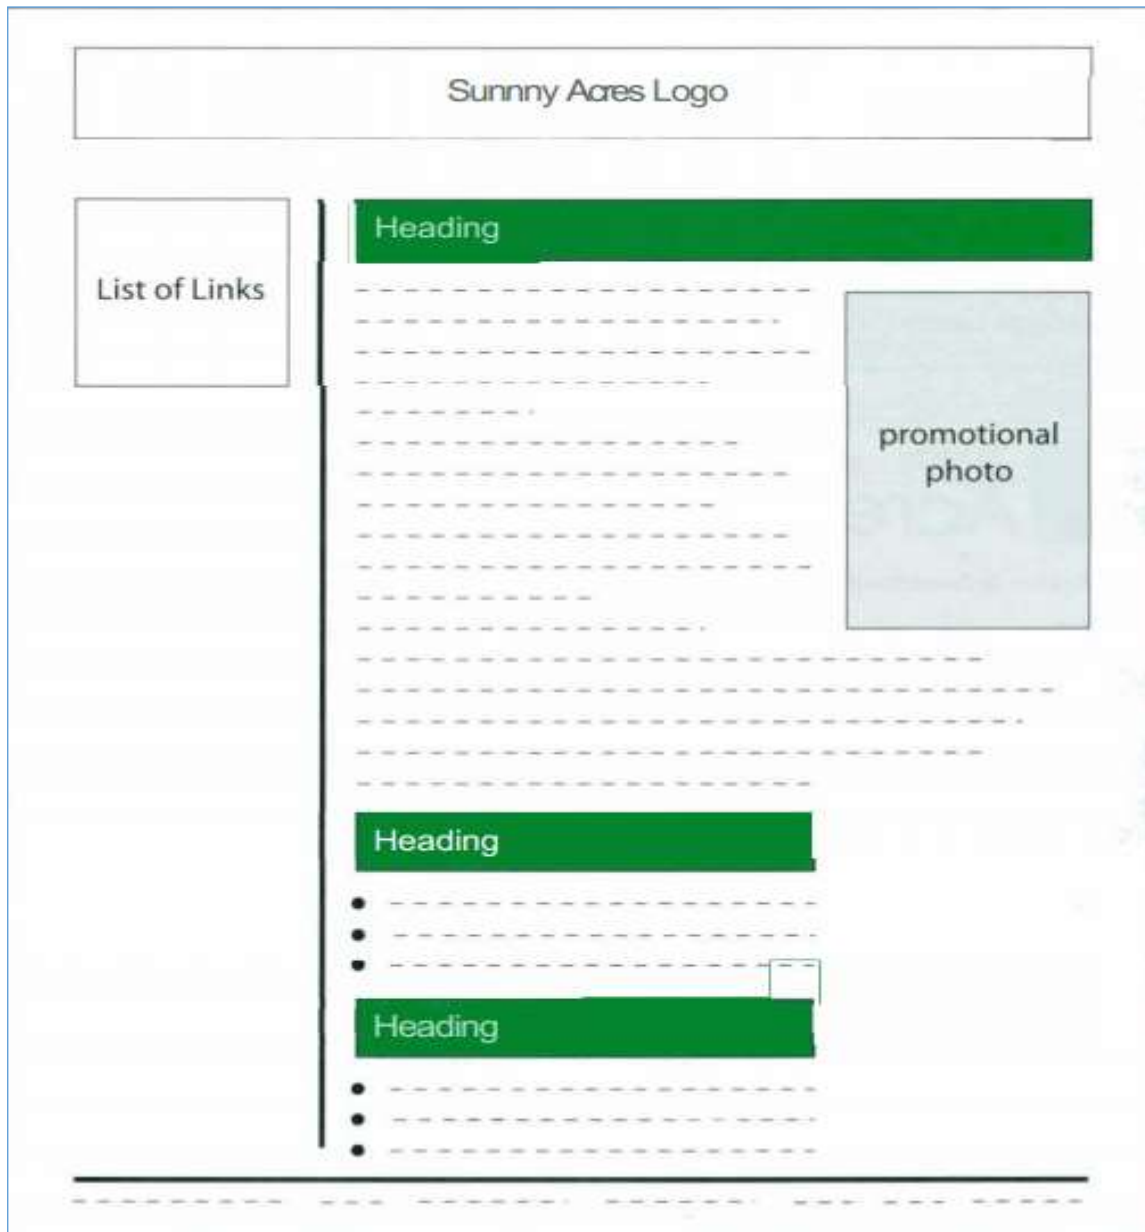 Sunnny Acres Logo
List of Links
Heading
promotional
photo
Heading
Heading